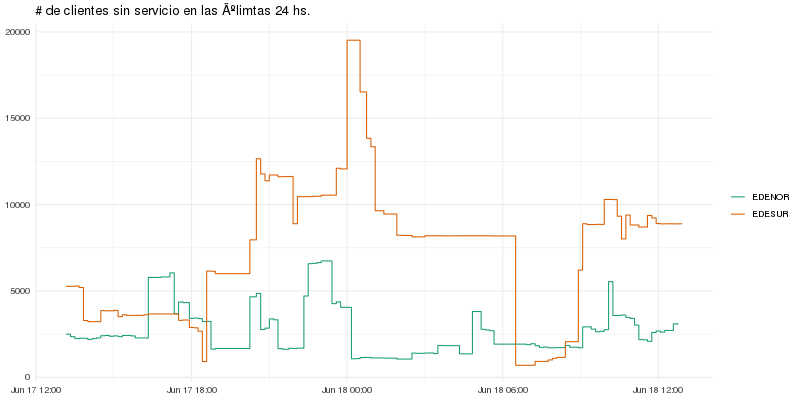 # de clientes sin servicio en las Ãºlimtas 24 hs.
20000
15000
10000
5000
0
Jun 17 12:00 Jun 17 18:00 Jun 18 00:00 Jun 18 06:00 Jun 18 12:00
EDENOR
EDESUR